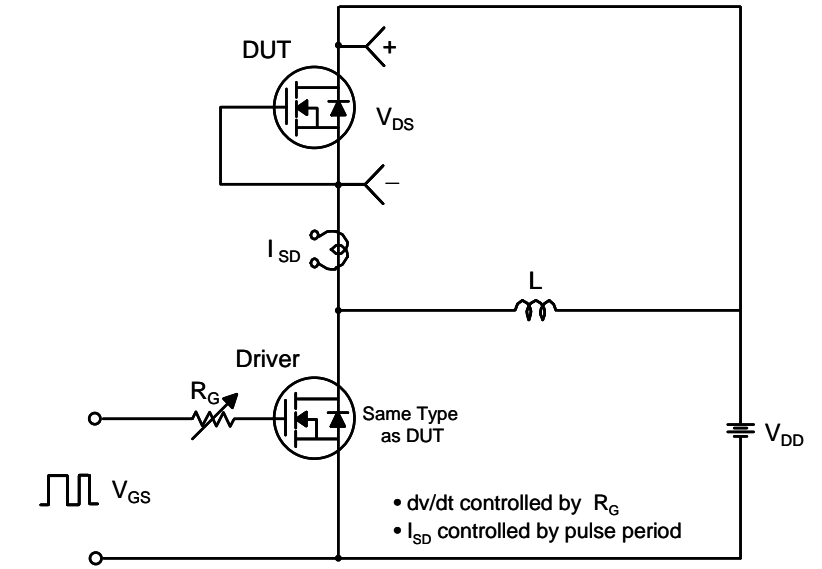 DUT
+
V_DS
–
I_SD
L
Driver
R_G
Same Type
as DUT
V_DD
V_GS
• dv/dt controlled by R_G
• I_SD controlled by pulse period